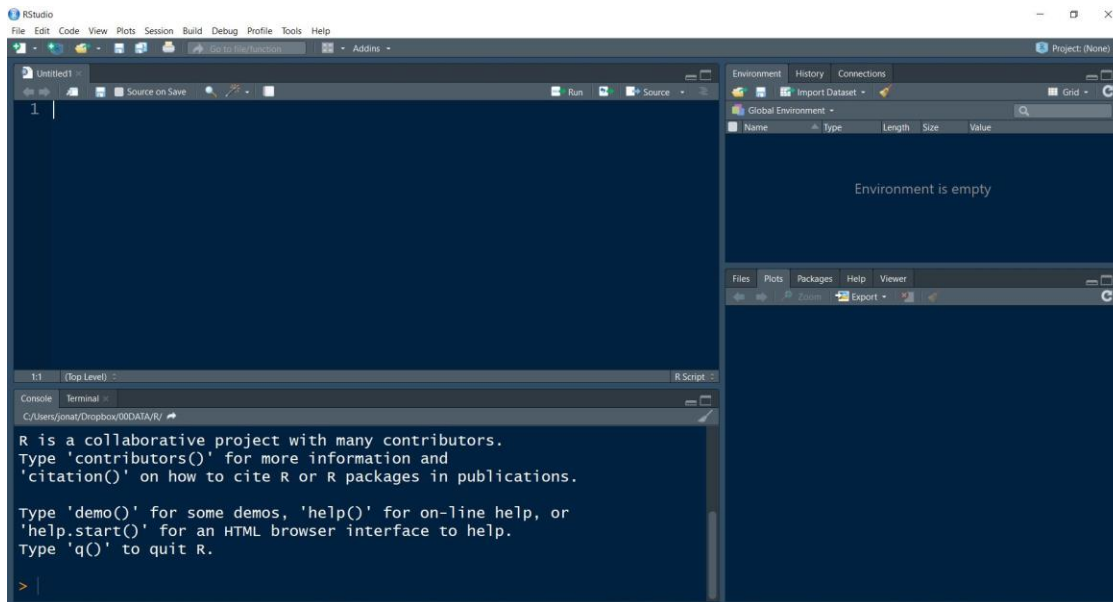 RStudio
File Edit Code View Plots Session Build Debug Profile Tools Help
Go to file/function Addins Project: (None)
Untitled1
Source on Save Run Source
1
1:1 (Top Level) R Script
Console Terminal
C:/Users/jonat/Dropbox/00DATA/R/
R is a collaborative project with many contributors.
Type 'contributors()' for more information and
'citation()' on how to cite R or R packages in publications.
Type 'demo()' for some demos, 'help()' for on-line help, or
'help.start()' for an HTML browser interface to help.
Type 'q()' to quit R.
>
Environment History Connections
Import Dataset Grid
Global Environment
Name Type Length Size Value
Environment is empty
Files Plots Packages Help Viewer
Zoom Export